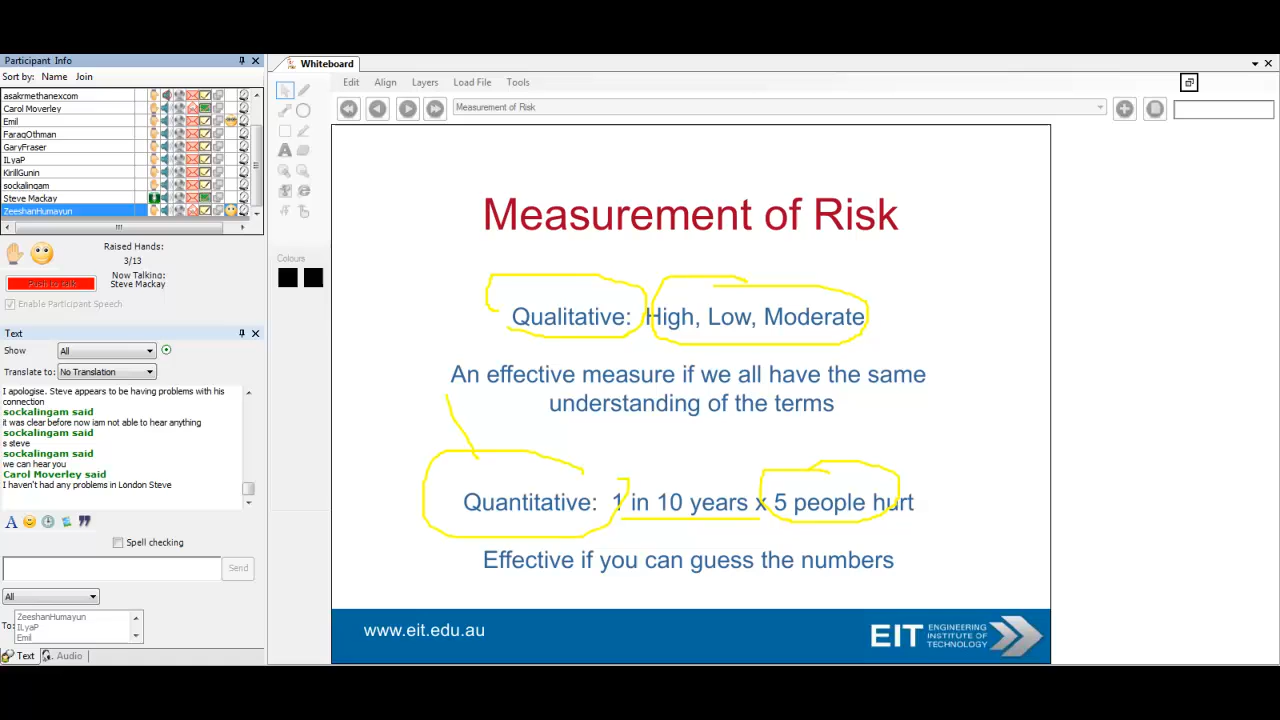 Participant Info
Sort by: Name Join
asakrmethanexcom
Carol Moverley
Emil
FaraqOthman
GaryFraser
ILyaP
KirillGunin
sockalingam
Steve Mackay
ZeeshanHumayun
Raised Hands:
3/13
Now Talking:
Steve Mackay
Push to talk
Enable Participant Speech
Text
Show All
Translate to: No Translation
I apologise. Steve appears to be having problems with his
connection
sockalingam said
it was clear before now iam not able to hear anything
sockalingam said
s steve
sockalingam said
we can hear you
Carol Moverley said
I haven't had any problems in London Steve
Spell checking
Send
All
To:
ZeeshanHumayun
ILyaP
Emil
Text Audio
Whiteboard
Edit Align Layers Load File Tools
Measurement of Risk
Colours
Measurement of Risk
Qualitative: High, Low, Moderate
An effective measure if we all have the same
understanding of the terms
Quantitative: 1 in 10 years x 5 people hurt
Effective if you can guess the numbers
www.eit.edu.au
EIT ENGINEERING
INSTITUTE OF
TECHNOLOGY